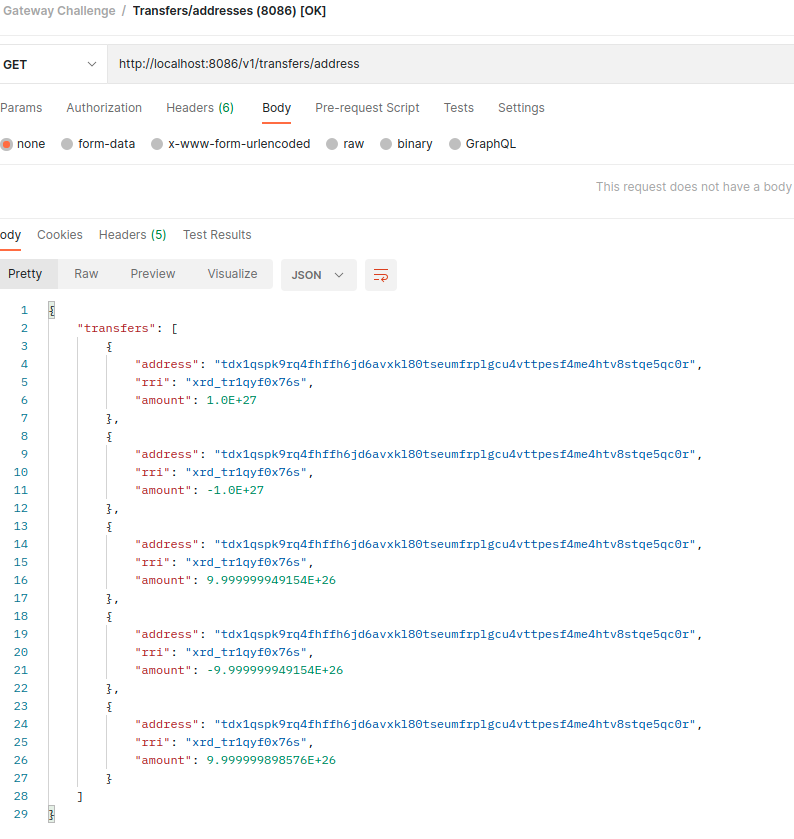 Gateway Challenge / Transfers/addresses (8086) [OK]
GET http://localhost:8086/v1/transfers/address
Params Authorization Headers (6) Body Pre-request Script Tests Settings
none form-data x-www-form-urlencoded raw binary GraphQL
This request does not have a body
ody Cookies Headers (5) Test Results
Pretty Raw Preview Visualize JSON
1 {
2 "transfers": [
3 {
4 "address": "tdx1qspk9rq4fhffh6jd6avxkl80tseumfrplgcu4vttpesf4me4htv8stqe5qc0r",
5 "rri": "xrd_tr1qyf0x76s",
6 "amount": 1.0E+27
7 },
8 {
9 "address": "tdx1qspk9rq4fhffh6jd6avxkl80tseumfrplgcu4vttpesf4me4htv8stqe5qc0r",
10 "rri": "xrd_tr1qyf0x76s",
11 "amount": -1.0E+27
12 },
13 {
14 "address": "tdx1qspk9rq4fhffh6jd6avxkl80tseumfrplgcu4vttpesf4me4htv8stqe5qc0r",
15 "rri": "xrd_tr1qyf0x76s",
16 "amount": 9.999999949154E+26
17 },
18 {
19 "address": "tdx1qspk9rq4fhffh6jd6avxkl80tseumfrplgcu4vttpesf4me4htv8stqe5qc0r",
20 "rri": "xrd_tr1qyf0x76s",
21 "amount": -9.999999949154E+26
22 },
23 {
24 "address": "tdx1qspk9rq4fhffh6jd6avxkl80tseumfrplgcu4vttpesf4me4htv8stqe5qc0r",
25 "rri": "xrd_tr1qyf0x76s",
26 "amount": 9.999999898576E+26
27 }
28 ]
29 }